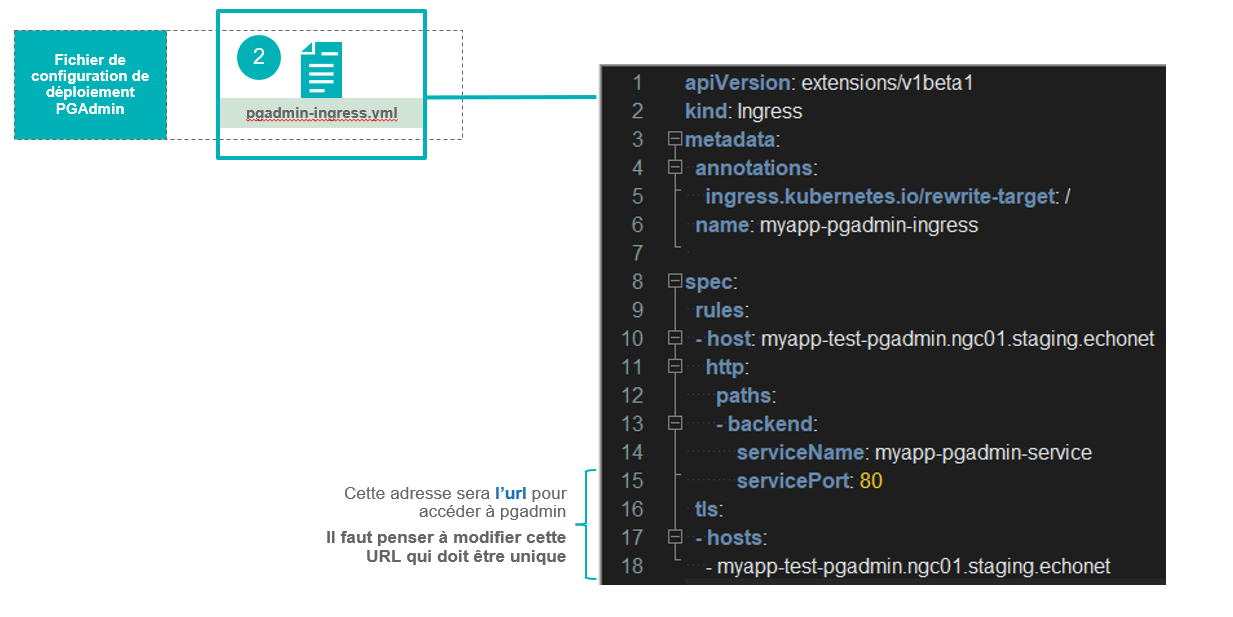 Fichier de
configuration de
déploiement
PGAdmin
2
pgadmin-ingress.yml
1 apiVersion: extensions/v1beta1
2 kind: Ingress
3 metadata:
4 annotations:
5 ingress.kubernetes.io/rewrite-target: /
6 name: myapp-pgadmin-ingress
7
8 spec:
9 rules:
10 - host: myapp-test-pgadmin.ngc01.staging.echonet
11 http:
12 paths:
13 - backend:
14 serviceName: myapp-pgadmin-service
15 servicePort: 80
16 tls:
17 - hosts:
18 - myapp-test-pgadmin.ngc01.staging.echonet
Cette adresse sera l'url pour
accéder à pgadmin
Il faut penser à modifier cette
URL qui doit être unique